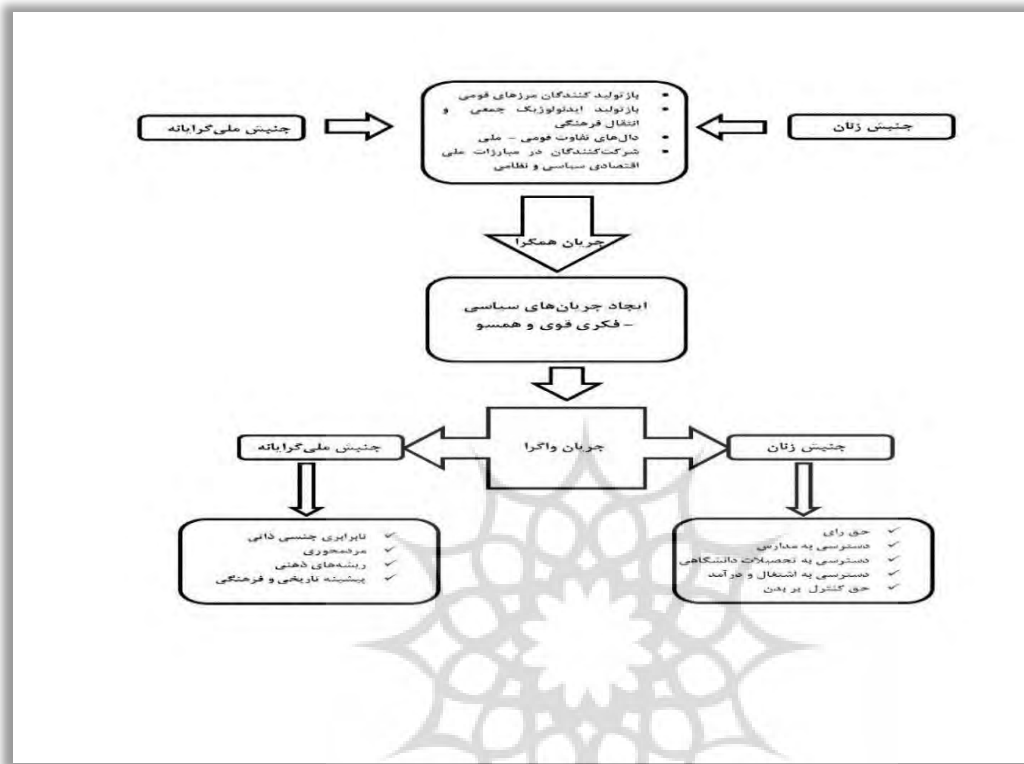 جنبش زنان
جنبش ملی‌گرایانه
• بازتولید کنندگان مرزهای قومی
• بازتولید ایدئولوژیک جمعی و
انتقال فرهنگی
• دال‌های تفاوت قومی – ملی
• شرکت‌کنندگان در مبارزات ملی
اقتصادی سیاسی و نظامی
جریان همگرا
ایجاد جریان‌های سیاسی
– فکری قوی و همسو
جریان واگرا
جنبش زنان
جنبش ملی‌گرایانه
✓ حق رای
✓ دسترسی به مدارس
✓ دسترسی به تحصیلات دانشگاهی
✓ دسترسی به اشتغال و درآمد
✓ حق کنترل بر بدن
✓ نابرابری جنسی ذاتی
✓ مردمحوری
✓ ریشه‌های ذهنی
✓ پیشینه تاریخی و فرهنگی